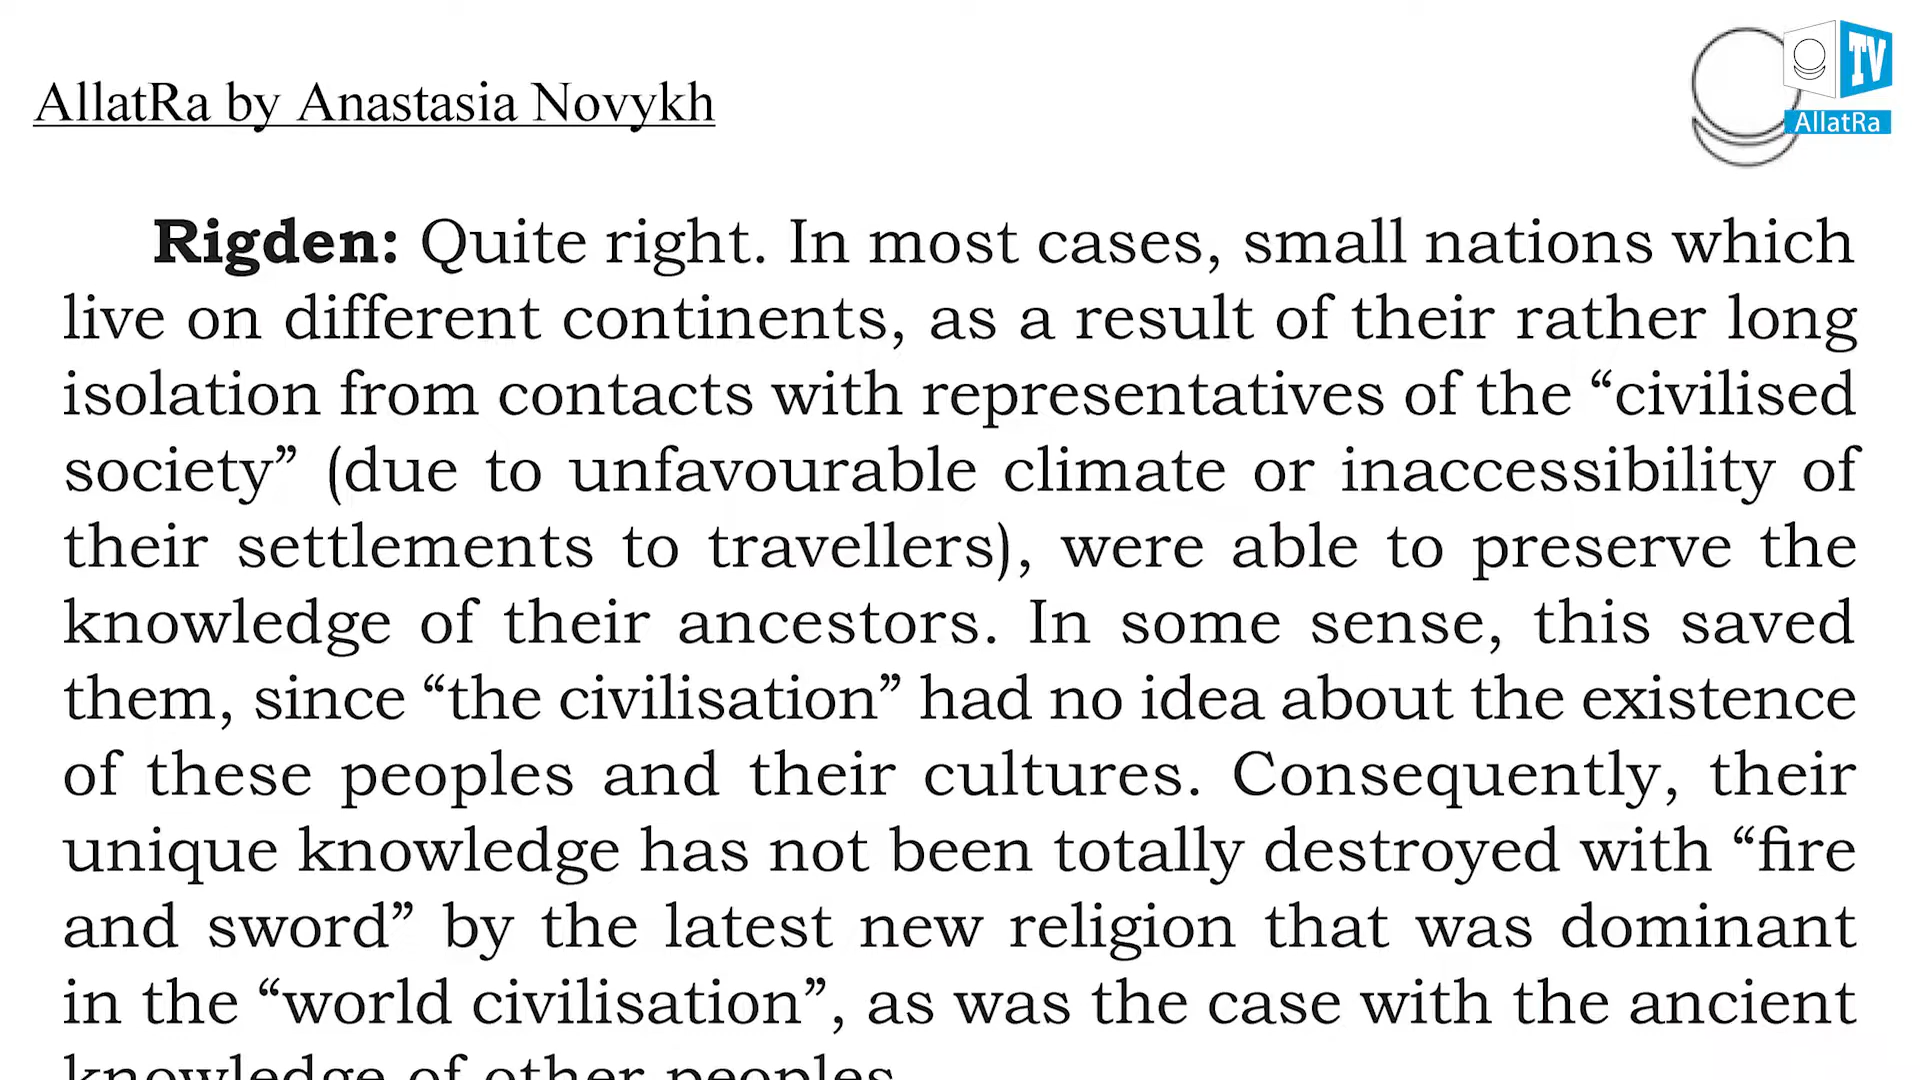 AllatRa by Anastasia Novykh
TV
AllatRa
Rigden: Quite right. In most cases, small nations which
live on different continents, as a result of their rather long
isolation from contacts with representatives of the “civilised
society” (due to unfavourable climate or inaccessibility of
their settlements to travellers), were able to preserve the
knowledge of their ancestors. In some sense, this saved
them, since “the civilisation” had no idea about the existence
of these peoples and their cultures. Consequently, their
unique knowledge has not been totally destroyed with “fire
and sword” by the latest new religion that was dominant
in the “world civilisation”, as was the case with the ancient
knowledge of other peoples.